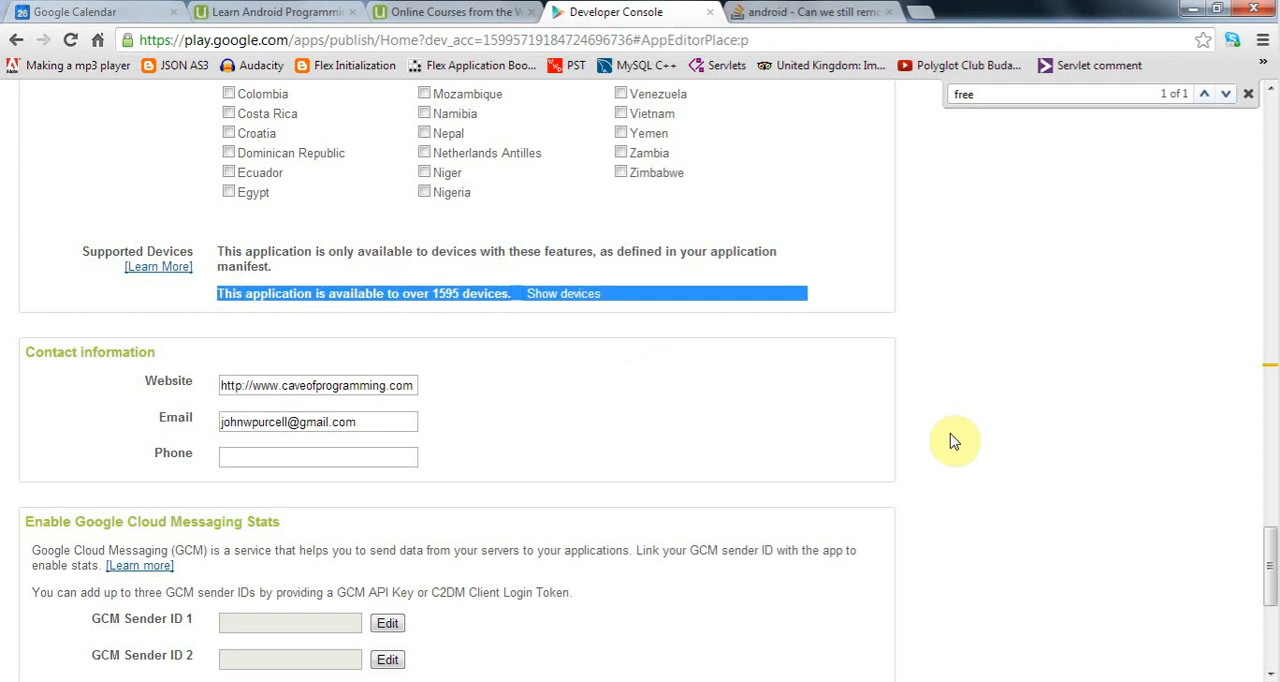 26 Google Calendar
Learn Android Programmi
Online Courses from the W
Developer Console
android - Can we still rem
https://play.google.com/apps/publish/Home?dev_acc=15995719184724696736#AppEditorPlace:p
Making a mp3 player
JSON AS3
Audacity
Flex Initialization
Flex Application Boo...
PST
MySQL C++
Servlets
United Kingdom: Im...
Polyglot Club Buda...
Servlet comment
»
free
1 of 1
Colombia
Mozambique
Venezuela
Costa Rica
Namibia
Vietnam
Croatia
Nepal
Yemen
Dominican Republic
Netherlands Antilles
Zambia
Ecuador
Niger
Zimbabwe
Egypt
Nigeria
Supported Devices
[Learn More]
This application is only available to devices with these features, as defined in your application
manifest.
This application is available to over 1595 devices. Show devices
Contact information
Website
http://www.caveofprogramming.com
Email
johnwpurcell@gmail.com
Phone
Enable Google Cloud Messaging Stats
Google Cloud Messaging (GCM) is a service that helps you to send data from your servers to your applications. Link your GCM sender ID with the app to
enable stats. [Learn more]
You can add up to three GCM sender IDs by providing a GCM API Key or C2DM Client Login Token.
GCM Sender ID 1
Edit
GCM Sender ID 2
Edit